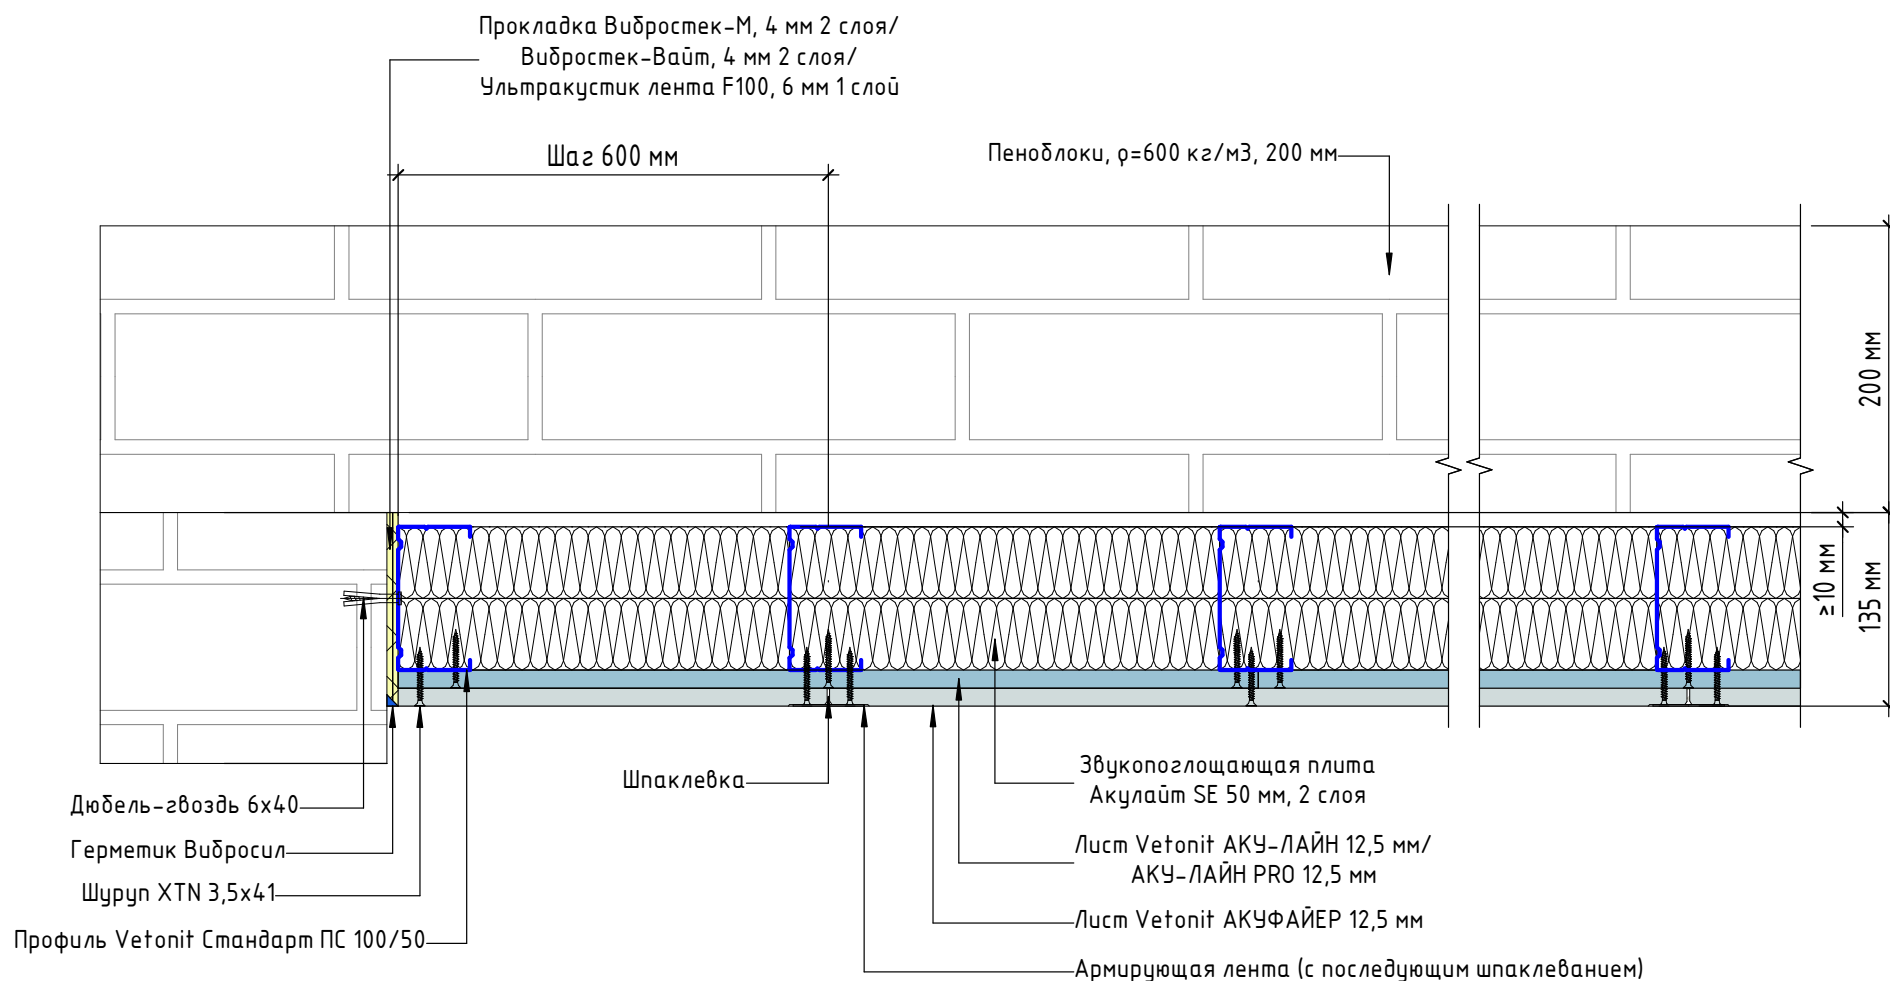 Прокладка Вибростек-М, 4 мм 2 слоя/
Вибростек-Вайт, 4 мм 2 слоя/
Ультракустик лента F100, 6 мм 1 слой
Шаг 600 мм
Пеноблоки, ρ=600 кг/м3, 200 мм
200 мм
≥10 мм
135 мм
Шпаклевка
Звукопоглощающая плита
Акулайт SE 50 мм, 2 слоя
Дюбель-гвоздь 6х40
Герметик Вибросил
Лист Vetonit АКУ-ЛАЙН 12,5 мм/
АКУ-ЛАЙН PRO 12,5 мм
Шуруп XTN 3,5х41
Лист Vetonit АКУФАЙЕР 12,5 мм
Профиль Vetonit Стандарт ПС 100/50
Армирующая лента (с последующим шпаклеванием)